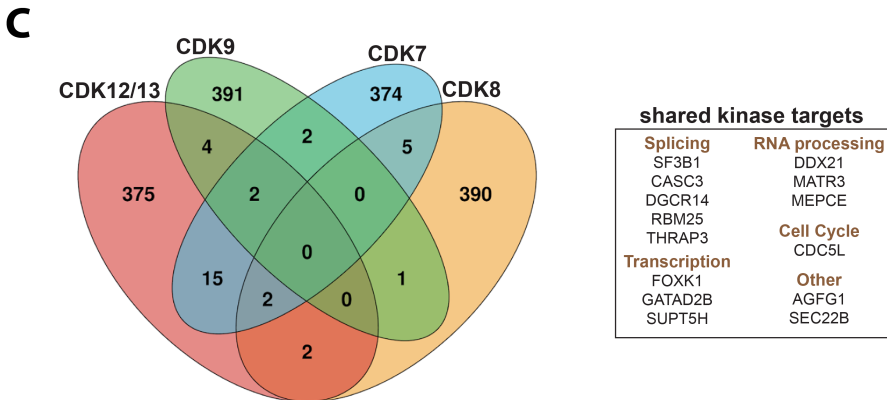 C
CDK9
CDK7
CDK12/13
CDK8
391
374
4
2
5
375
2
0
390
0
15
2
0
1
2
shared kinase targets
Splicing
SF3B1
CASC3
DGCR14
RBM25
THRAP3
Transcription
FOXK1
GATAD2B
SUPT5H
RNA processing
DDX21
MATR3
MEPCE
Cell Cycle
CDC5L
Other
AGFG1
SEC22B